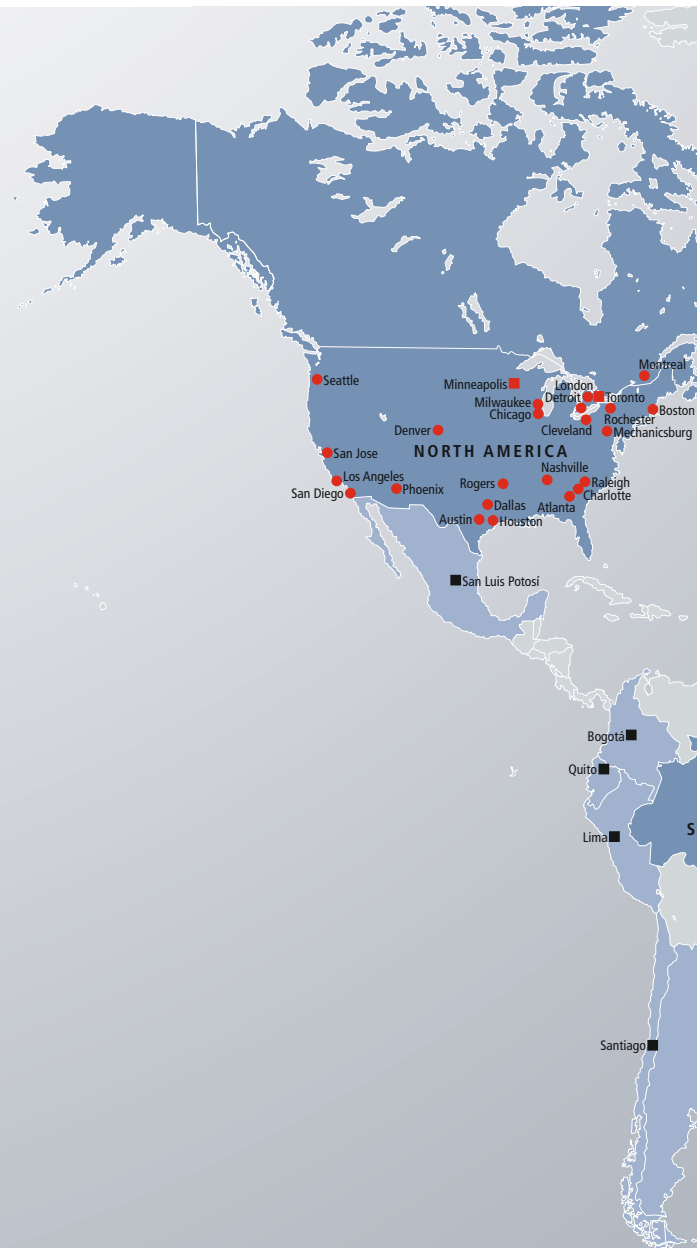 Montreal
Seattle
Minneapolis
London
Detroit
Toronto
Milwaukee
Chicago
Boston
Rochester
Cleveland
Mechanicsburg
Denver
NORTH AMERICA
San Jose
Nashville
Los Angeles
Phoenix
Rogers
Raleigh
San Diego
Charlotte
Dallas
Atlanta
Austin
Houston
San Luis Potosí
Bogotá
Quito
Lima
S
Santiago